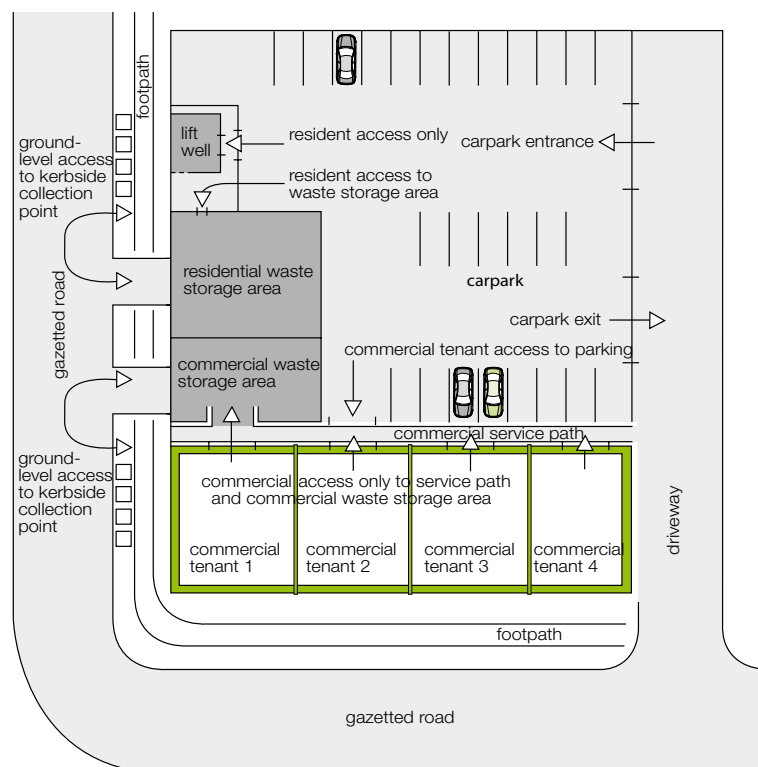 footpath
lift
well
resident access only
carpark entrance
ground-
level access
to kerbside
collection
point
resident access to
waste storage area
residential waste
storage area
carpark
gazetted road
carpark exit
commercial tenant access to parking
commercial waste
storage area
commercial service path
ground-
level access
to kerbside
collection
point
commercial access only to service path
and commercial waste storage area
driveway
commercial
tenant 1
commercial
tenant 2
commercial
tenant 3
commercial
tenant 4
footpath
gazetted road